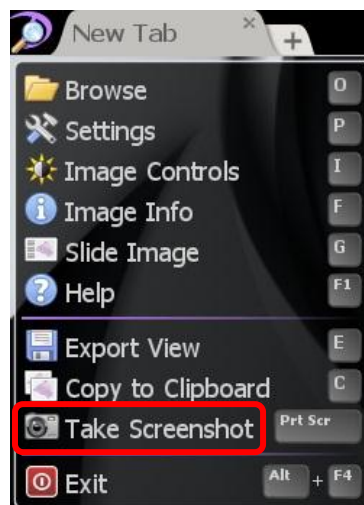 New Tab × +
Browse O
Settings P
Image Controls I
Image Info F
Slide Image G
Help F1
Export View E
Copy to Clipboard C
Take Screenshot Prt Scr
Exit Alt + F4